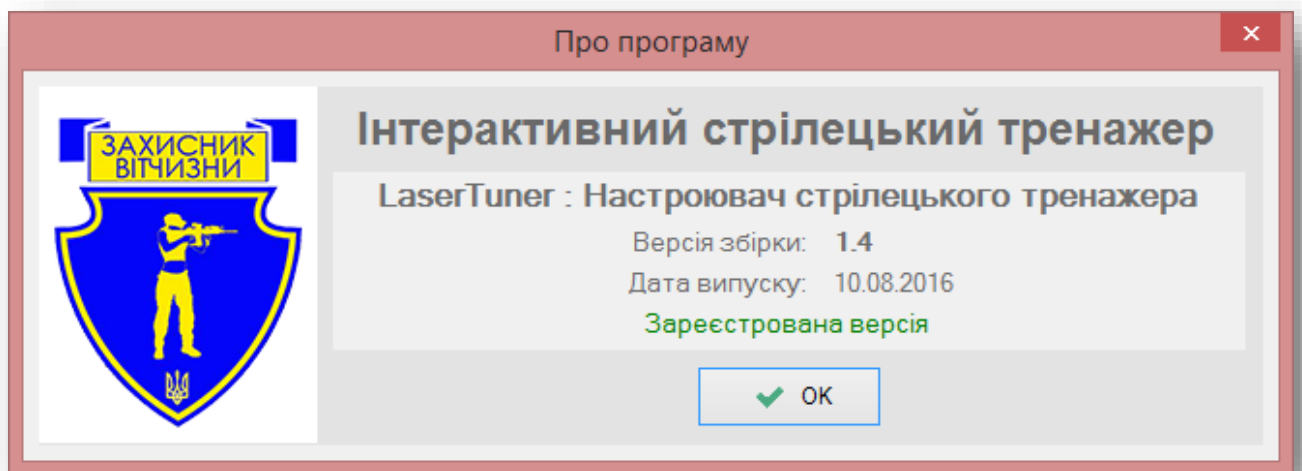 Про програму
ЗАХИСНИК
ВІТЧИЗНИ
Інтерактивний стрілецький тренажер
LaserTuner : Настроювач стрілецького тренажера
Версія збірки: 1.4
Дата випуску: 10.08.2016
Зареєстрована версія
OK